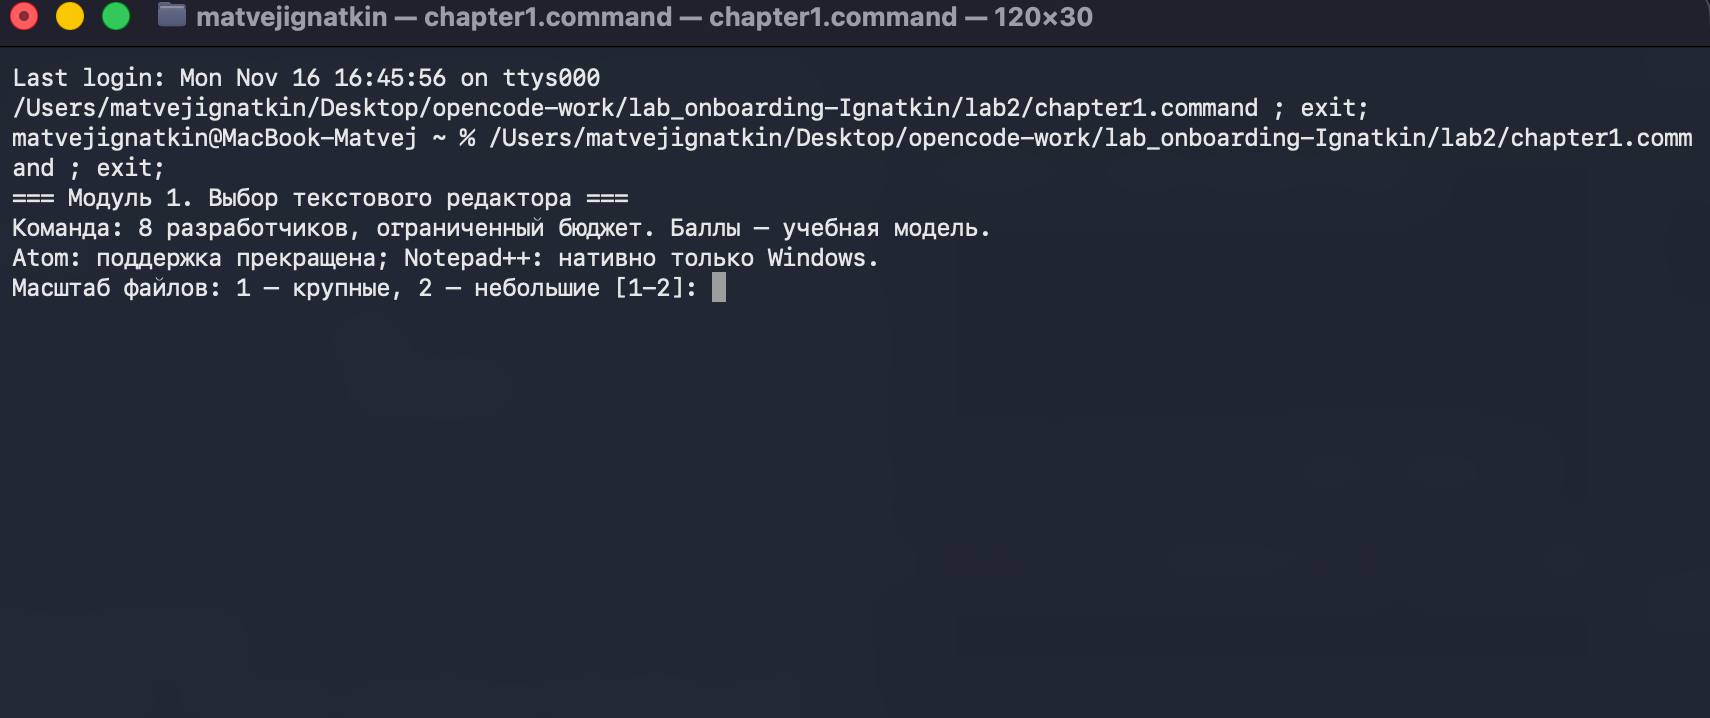 matvejignatkin — chapter1.command — chapter1.command — 120×30
Last login: Mon Nov 16 16:45:56 on ttys000
/Users/matvejignatkin/Desktop/opencode-work/lab_onboarding-Ignatkin/lab2/chapter1.command ; exit;
matvejignatkin@MacBook-Matvej ~ % /Users/matvejignatkin/Desktop/opencode-work/lab_onboarding-Ignatkin/lab2/chapter1.comm
and ; exit;
=== Модуль 1. Выбор текстового редактора ===
Команда: 8 разработчиков, ограниченный бюджет. Баллы — учебная модель.
Atom: поддержка прекращена; Notepad++: нативно только Windows.
Масштаб файлов: 1 — крупные, 2 — небольшие [1-2]: